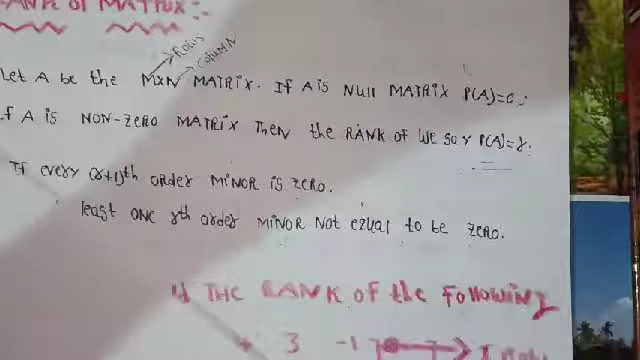 RANK OF MATRIX :-
Rows
COLUMN
Let A be the MXN MATRIX. If A is Null MATRIX P(A)=0;
If A is NON-ZERO MATRIX Then the RANK OF We say P(A)=r.
If every (r+1)th ORDER MINOR is ZERO.
least ONE rth order MINOR Not equal to be ZERO.
THE RANK OF the Following
3 -1